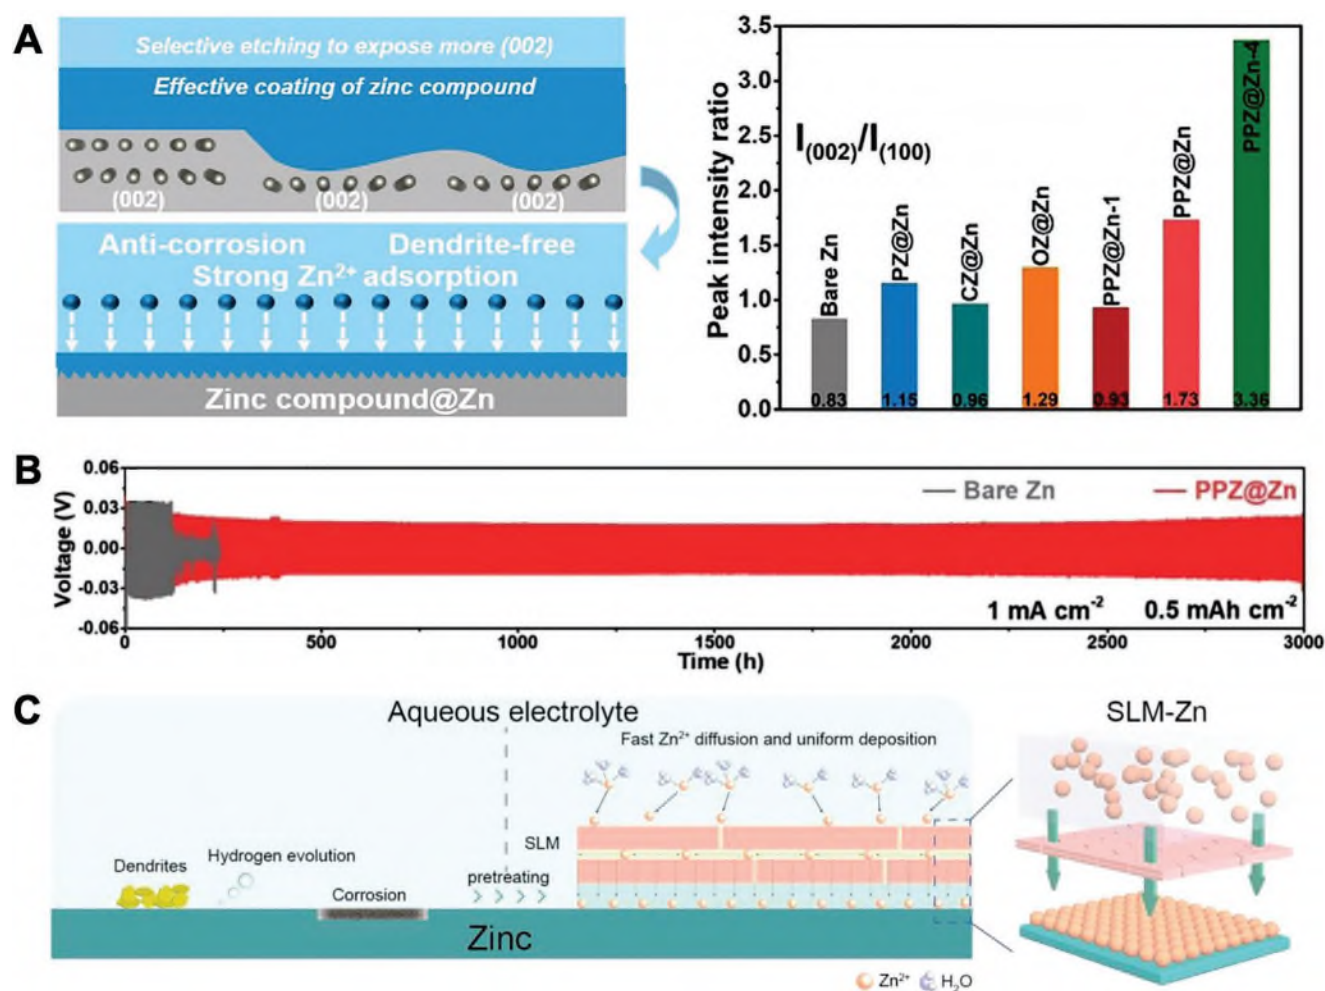 A
Selective etching to expose more (002)
Effective coating of zinc compound
(002)
(002)
(002)
Anti-corrosion Dendrite-free
Strong Zn²⁺ adsorption
Zinc compound@Zn
Peak intensity ratio
3.5
3.0
2.5
2.0
1.5
1.0
0.5
0.0
I(002)/I(100)
Bare Zn
PZ@Zn
CZ@Zn
OZ@Zn
PPZ@Zn-1
PPZ@Zn
PPZ@Zn-4
0.83
1.15
0.96
1.29
0.93
1.73
3.36
B
Voltage (V)
0.06
0.03
0.00
-0.03
-0.06
Bare Zn
PPZ@Zn
1 mA cm⁻² 0.5 mAh cm⁻²
0 500 1000 1500 2000 2500 3000
Time (h)
C
Aqueous electrolyte
Fast Zn²⁺ diffusion and uniform deposition
SLM
Dendrites
Hydrogen evolution
Corrosion
pretreating
Zinc
SLM-Zn
Zn²⁺ H₂O